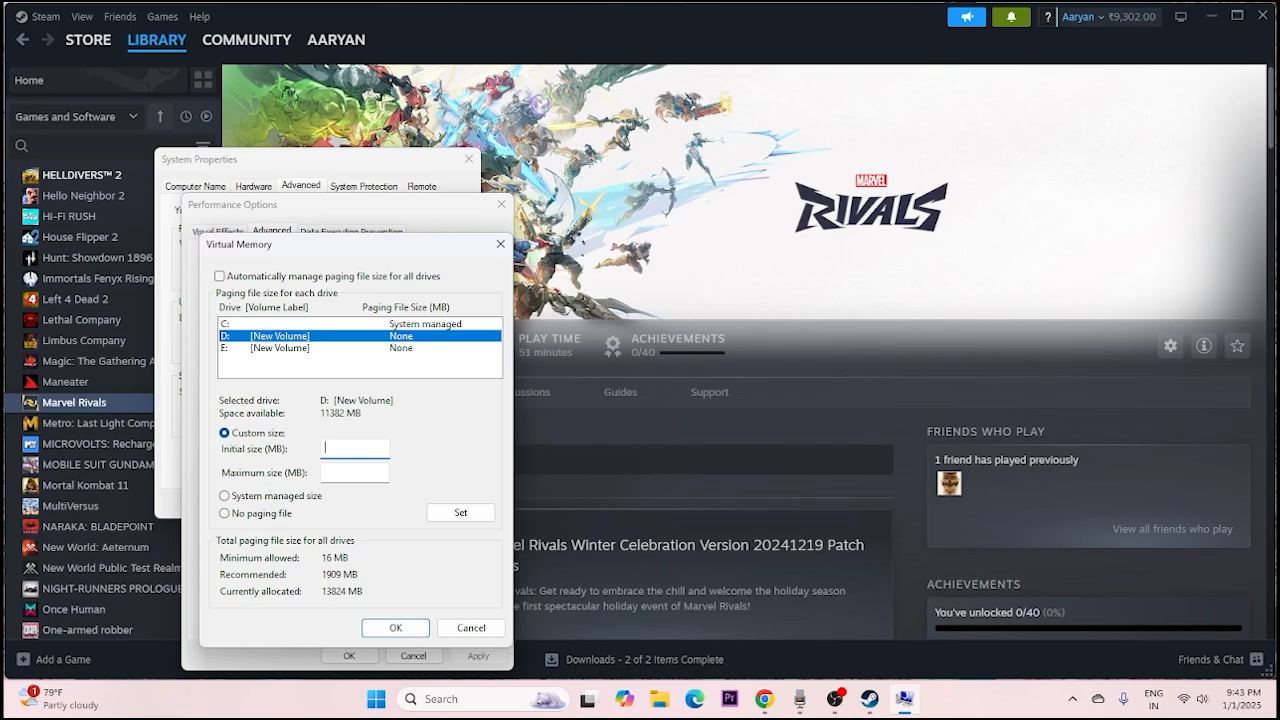 Steam View Friends Games Help
? Aaryan ₹9,302.00
STORE LIBRARY COMMUNITY AARYAN
Home
Games and Software
HELLDIVERS™ 2
Hello Neighbor 2
HI-FI RUSH
House Flipper 2
Hunt: Showdown 1896
Immortals Fenyx Rising
Left 4 Dead 2
Lethal Company
Limbus Company
Magic: The Gathering A
Maneater
Marvel Rivals
Metro: Last Light Comp
MICROVOLTS: Recharge
MOBILE SUIT GUNDAM
Mortal Kombat 11
MultiVersus
NARAKA: BLADEPOINT
New World: Aeternum
New World Public Test Realm
NIGHT-RUNNERS PROLOGUE
Once Human
One-armed robber
Add a Game
System Properties
Computer Name Hardware Advanced System Protection Remote
Performance Options
Visual Effects Advanced Data Execution Prevention
Virtual Memory
Automatically manage paging file size for all drives
Paging file size for each drive
Drive [Volume Label] Paging File Size (MB)
C: System managed
D: [New Volume] None
E: [New Volume] None
Selected drive: D: [New Volume]
Space available: 11382 MB
Custom size:
Initial size (MB):
Maximum size (MB):
System managed size
No paging file
Set
Total paging file size for all drives
Minimum allowed: 16 MB
Recommended: 1909 MB
Currently allocated: 13824 MB
OK Cancel
OK Cancel Apply
MARVEL
RIVALS
PLAY TIME
51 minutes
ACHIEVEMENTS
0/40
ussions Guides Support
el Rivals Winter Celebration Version 20241219 Patch
s
vals: Get ready to embrace the chill and welcome the holiday season
e first spectacular holiday event of Marvel Rivals!
FRIENDS WHO PLAY
1 friend has played previously
View all friends who play
ACHIEVEMENTS
You've unlocked 0/40 (0%)
Downloads - 2 of 2 Items Complete
Friends & Chat
1
79°F
Partly cloudy
Search
Pr
ENG
IN
9:43 PM
1/1/2025